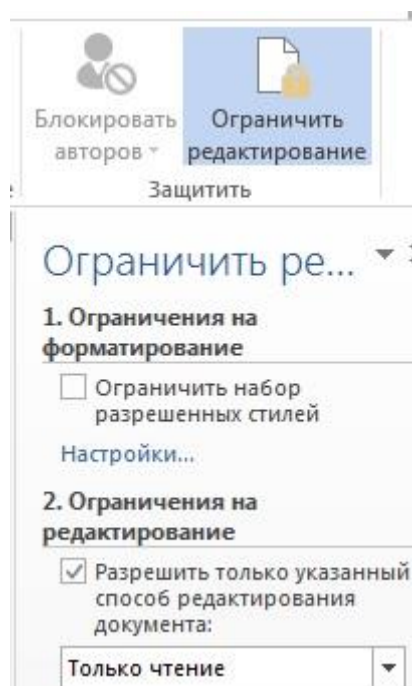 Блокировать Ограничить
авторов редактирование
Защитить
Ограничить ре...
1. Ограничения на
форматирование
Ограничить набор
разрешенных стилей
Настройки...
2. Ограничения на
редактирование
Разрешить только указанный
способ редактирования
документа:
Только чтение